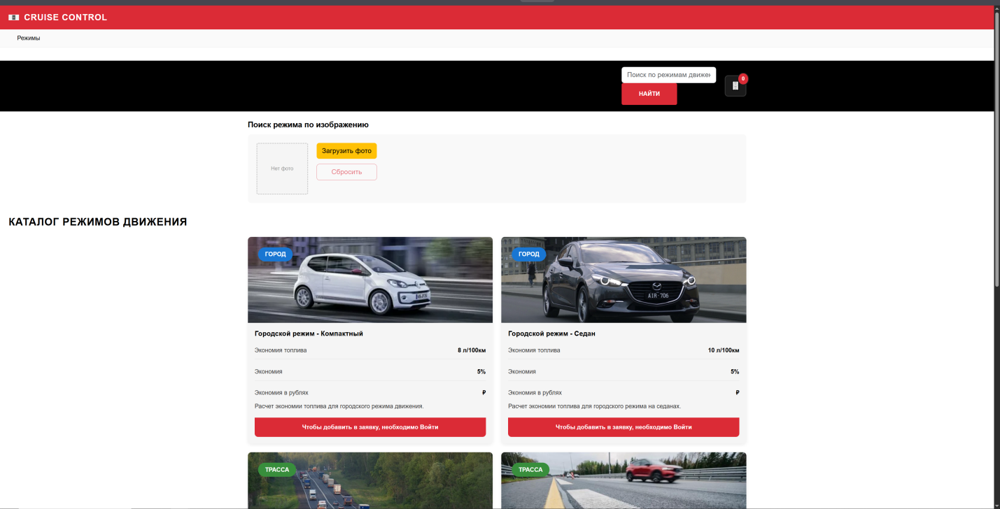 CRUISE CONTROL
Режимы
Поиск по режимам движен
0
НАЙТИ
Поиск режима по изображению
Нет фото
Загрузить фото
Сбросить
КАТАЛОГ РЕЖИМОВ ДВИЖЕНИЯ
ГОРОД
Городской режим - Компактный
Экономия топлива 8 л/100км
Экономия 5%
Экономия в рублях ₽
Расчет экономии топлива для городского режима движения.
Чтобы добавить в заявку, необходимо Войти
ГОРОД
AIR·706
Городской режим - Седан
Экономия топлива 10 л/100км
Экономия 5%
Экономия в рублях ₽
Расчет экономии топлива для городского режима на седанах.
Чтобы добавить в заявку, необходимо Войти
ТРАССА
ТРАССА